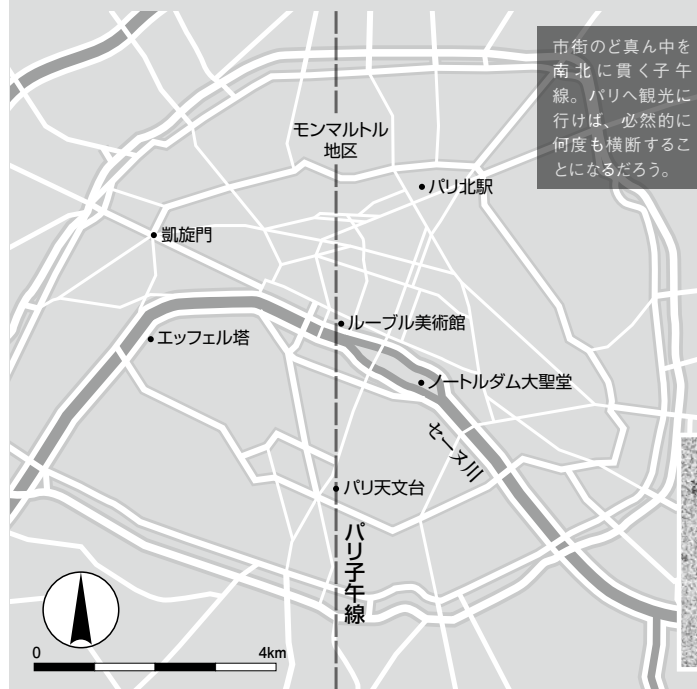 市街のど真ん中を
南北に貫く子午
線。パリへ観光に
行けば、必然的に
何度も横断するこ
とになるだろう。
モンマルトル
地区
パリ北駅
凱旋門
ルーブル美術館
エッフェル塔
ノートルダム大聖堂
セーヌ川
パリ天文台
パリ子午線
0
4km